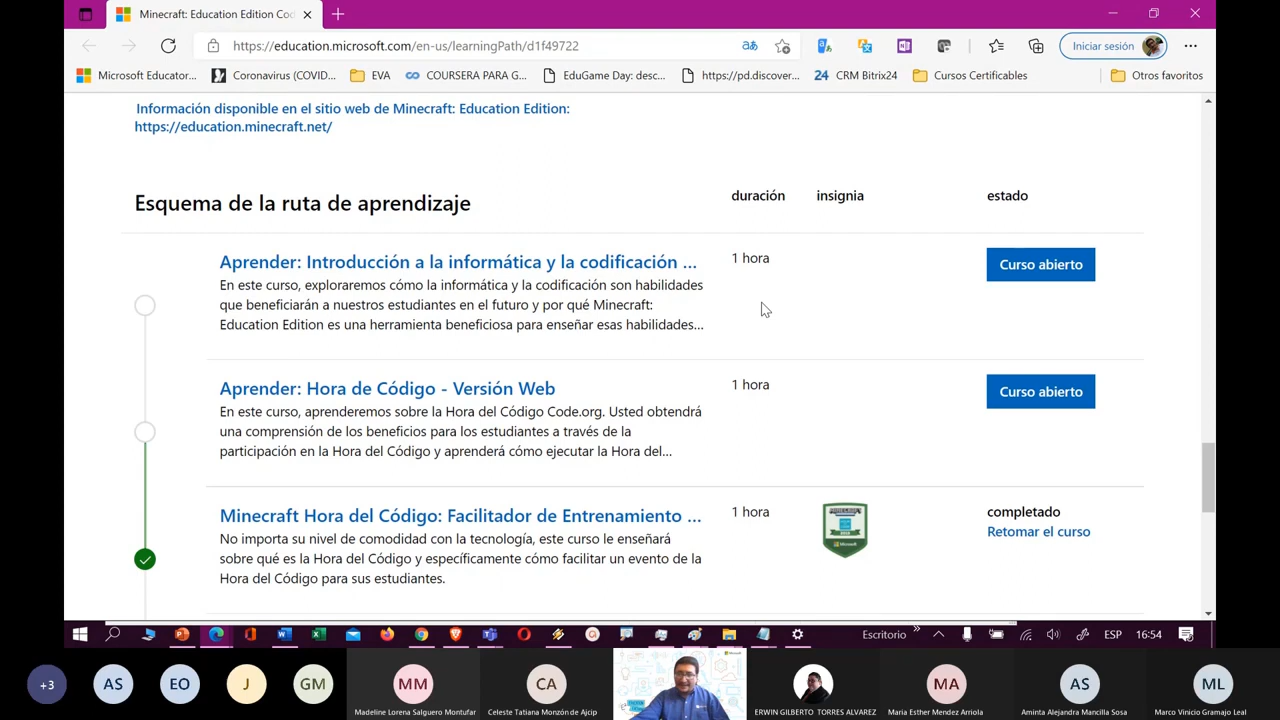 Minecraft: Education Edition Cod
https://education.microsoft.com/en-us/learningPath/d1f49722
Iniciar sesión
Microsoft Educator...
Coronavirus (COVID...
EVA
COURSERA PARA G...
EduGame Day: desc...
https://pd.discover...
24 CRM Bitrix24
Cursos Certificables
Otros favoritos
Información disponible en el sitio web de Minecraft: Education Edition:
https://education.minecraft.net/
Esquema de la ruta de aprendizaje
duración
insignia
estado
Aprender: Introducción a la informática y la codificación ...
1 hora
Curso abierto
En este curso, exploraremos cómo la informática y la codificación son habilidades
que beneficiarán a nuestros estudiantes en el futuro y por qué Minecraft:
Education Edition es una herramienta beneficiosa para enseñar esas habilidades...
Aprender: Hora de Código - Versión Web
1 hora
Curso abierto
En este curso, aprenderemos sobre la Hora del Código Code.org. Usted obtendrá
una comprensión de los beneficios para los estudiantes a través de la
participación en la Hora del Código y aprenderá cómo ejecutar la Hora del...
Minecraft Hora del Código: Facilitador de Entrenamiento ...
1 hora
completado
Retomar el curso
No importa su nivel de comodidad con la tecnología, este curso le enseñará
sobre qué es la Hora del Código y específicamente cómo facilitar un evento de la
Hora del Código para sus estudiantes.
Escritorio
ESP
16:54
+3
AS
EO
J
GM
MM
CA
MA
AS
ML
Madeline Lorena Salguero Montufar
Celeste Tatiana Monzón de Ajcip
ERWIN GILBERTO TORRES ALVAREZ
Maria Esther Mendez Arriola
Aminta Alejandra Mancilla Sosa
Marco Vinicio Gramajo Leal